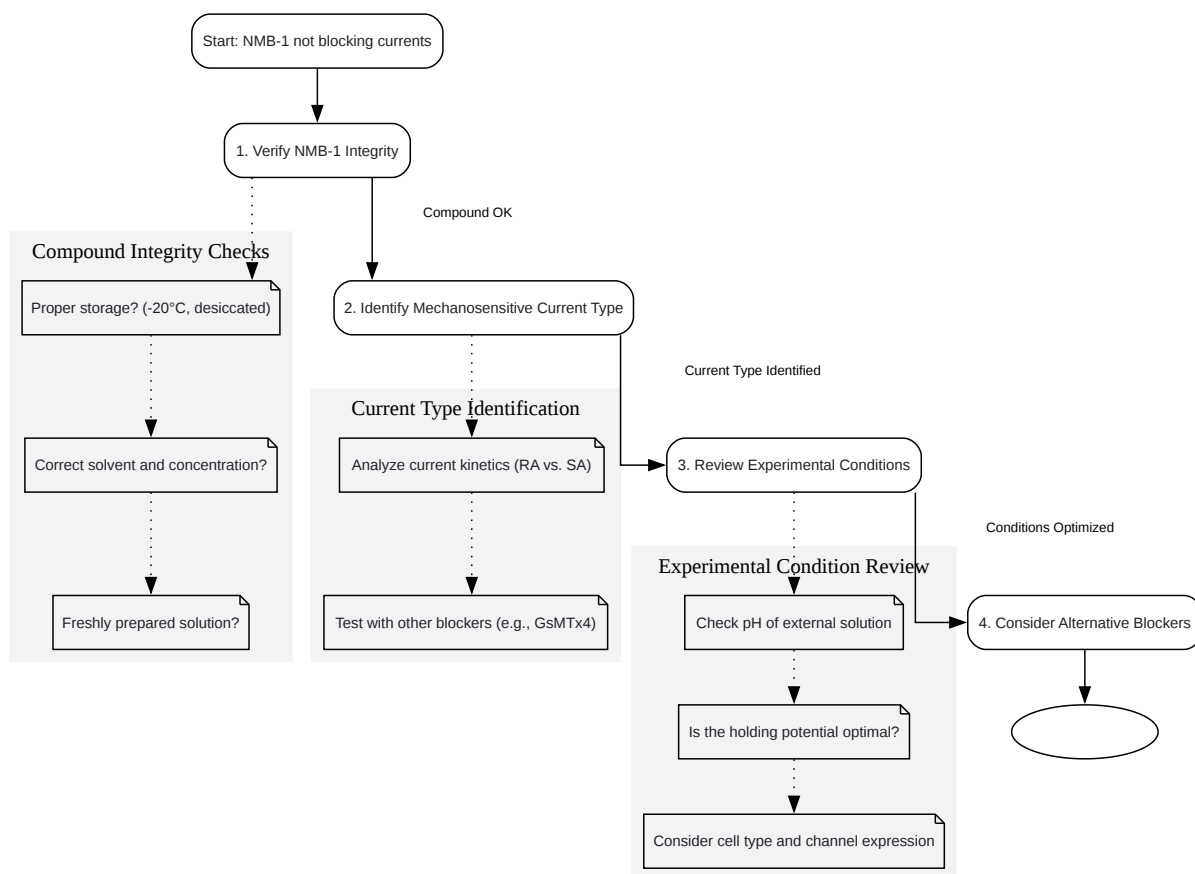 Start: NMB-1 not blocking currents
1. Verify NMB-1 Integrity
Compound OK
Compound Integrity Checks
Proper storage? (-20°C, desiccated)
2. Identify Mechanosensitive Current Type
Current Type Identified
Current Type Identification
Correct solvent and concentration?
Analyze current kinetics (RA vs. SA)
3. Review Experimental Conditions
Conditions Optimized
Experimental Condition Review
Freshly prepared solution?
Test with other blockers (e.g., GsMTx4)
Check pH of external solution
4. Consider Alternative Blockers
Is the holding potential optimal?
Consider cell type and channel expression